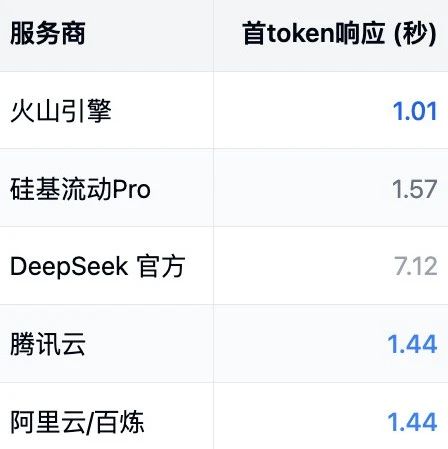 服务商 首token响应 (秒)
火山引擎 1.01
硅基流动Pro 1.57
DeepSeek 官方 7.12
腾讯云 1.44
阿里云/百炼 1.44